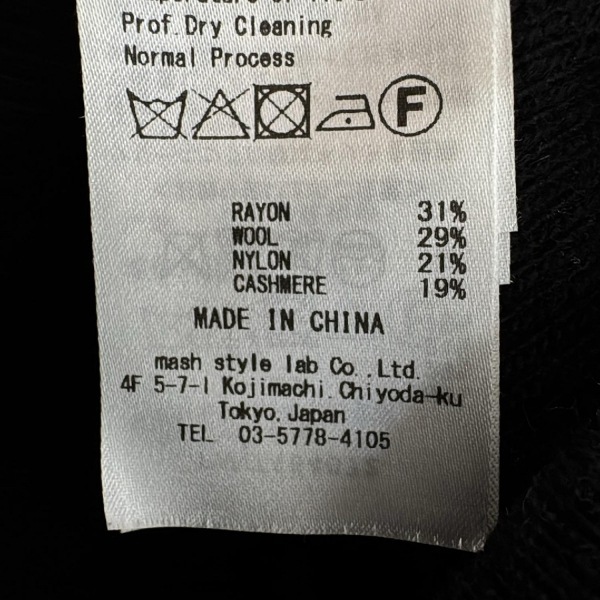 Prof. Dry Cleaning
Normal Process
F
RAYON 31%
WOOL 29%
NYLON 21%
CASHMERE 19%
MADE IN CHINA
mash style lab Co.,Ltd.
4F 5-7-1 Kojimachi.Chiyoda-ku
Tokyo.Japan
TEL 03-5778-4105